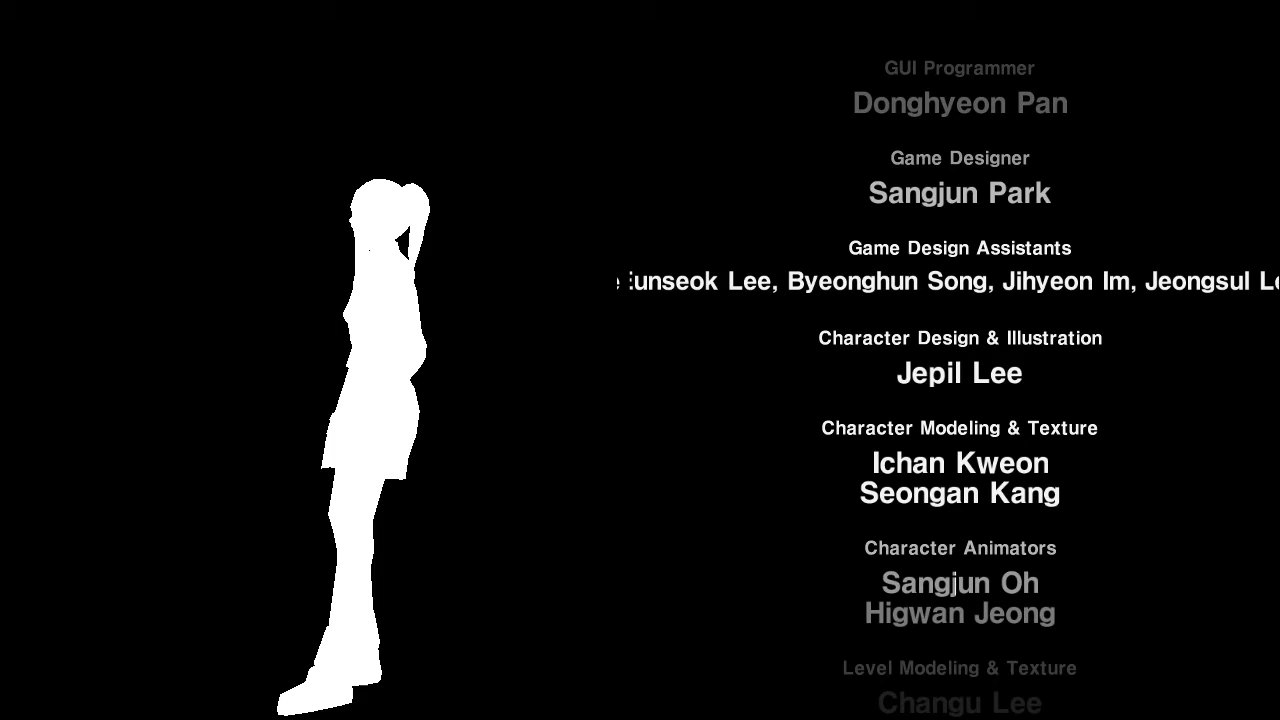 GUI Programmer
Donghyeon Pan
Game Designer
Sangjun Park
Game Design Assistants
Lee, Byeonghun Song, Jihyeon Im, Jeongsul
Character Design & Illustration
Jepil Lee
Character Modeling & Texture
Ichan Kweon
Seongan Kang
Character Animators
Sangjun Oh
Higwan Jeong
Level Modeling & Texture
Changu Lee